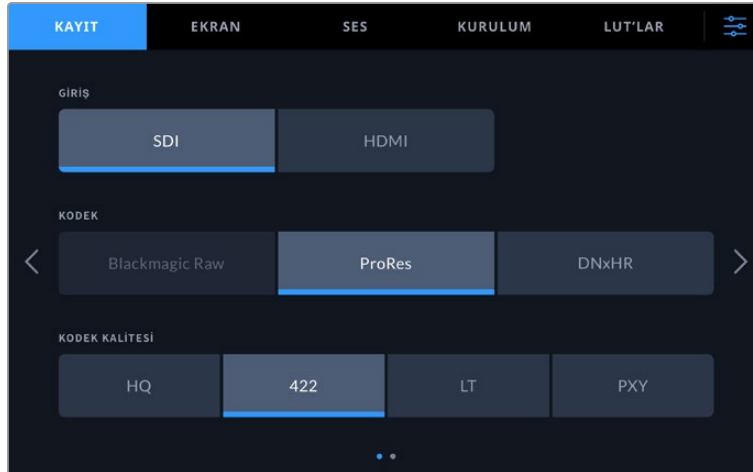 KAYIT EKRAN SES KURULUM LUT'LAR
GİRİŞ
SDI HDMI
KODEK
Blackmagic Raw ProRes DNxHR
KODEK KALİTESİ
HQ 422 LT PXY